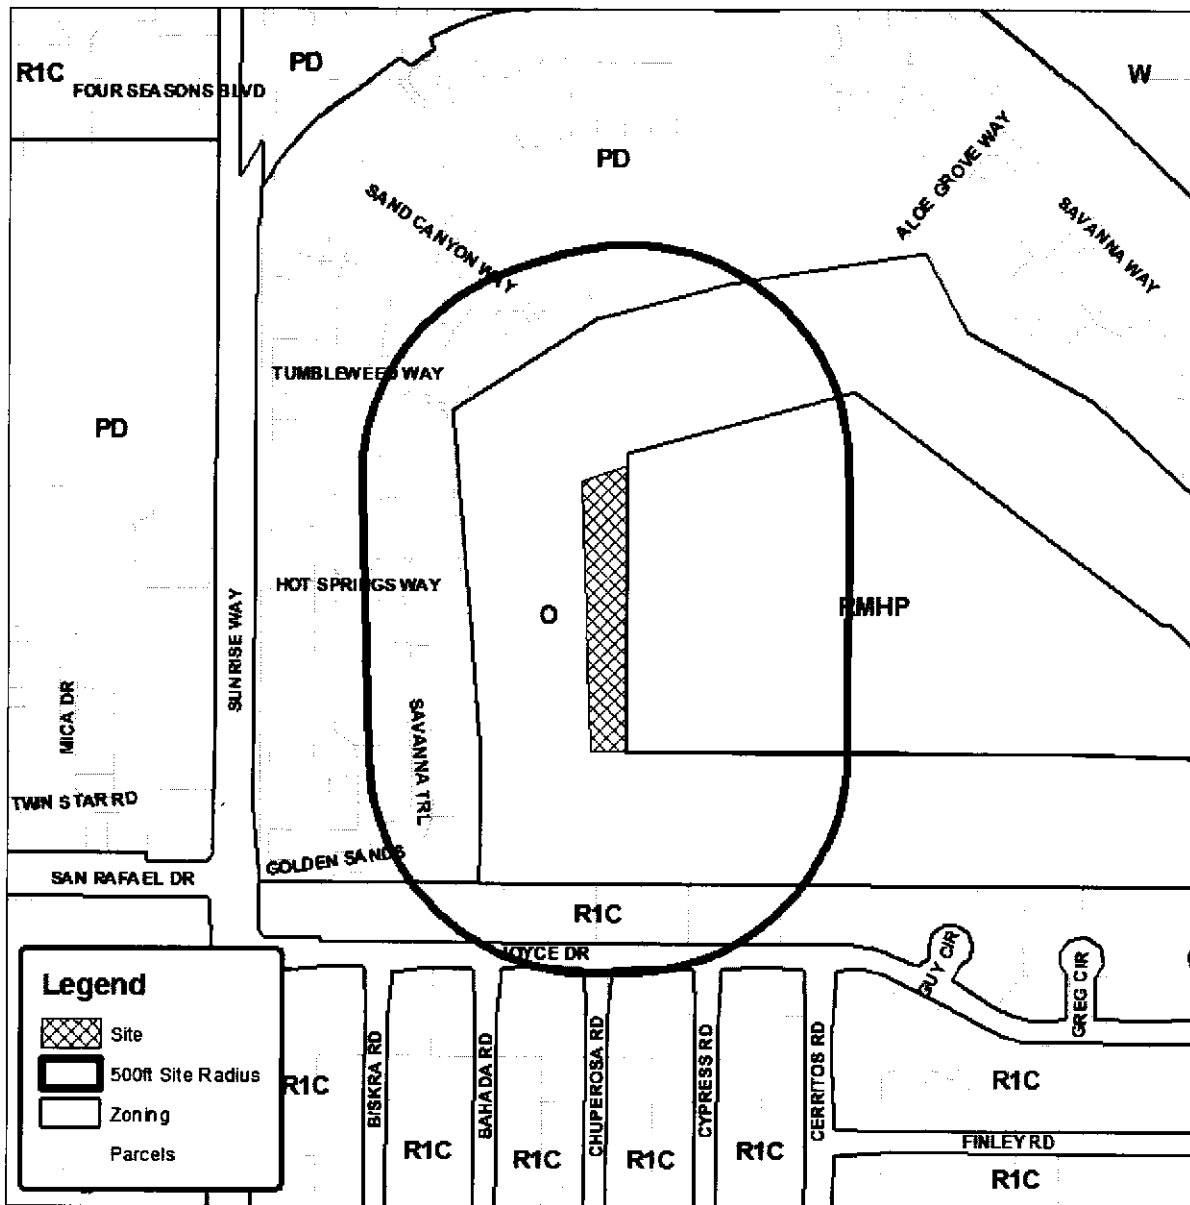 R1C
FOUR SEASONS BLVD
PD
W
PD
ALOE GROVE WAY
SAVANNA WAY
SAND CANYON WAY
TUMBLEWEED WAY
PD
HOT SPRINGS WAY
O
RMHP
SUNRISE WAY
MICA DR
SAVANNA TRL
TWIN STAR RD
GOLDEN SANDS
SAN RAFAEL DR
R1C
JOYCE DR
GUY CIR
GREG CIR
Legend
Site
500ft Site Radius
Zoning
Parcels
R1C
BISKRA RD
BAHADA RD
CHUPEROSA RD
CYPRESS RD
CERRITOS RD
R1C
R1C
R1C
R1C
R1C
FINLEY RD
R1C